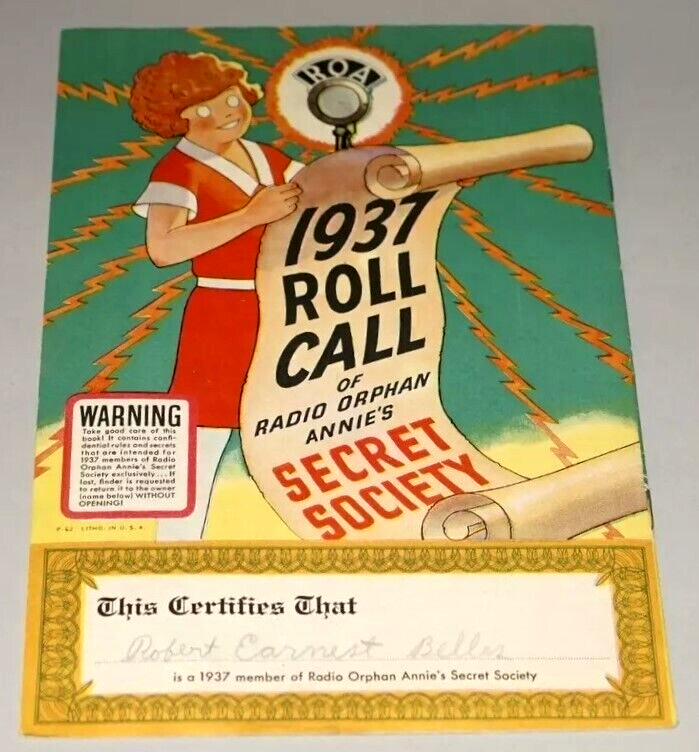 ROA
1937
ROLL
CALL
OF
RADIO ORPHAN
ANNIE'S
SECRET
SOCIETY
WARNING
Take good care of this
book! It contains confi-
dential rules and secrets
that are intended for
1937 members of Radio
Orphan Annie's Secret
Society exclusively... If
lost, finder is requested
to return it to the owner
(name below) WITHOUT
OPENING!
P-62 LITHO. IN U. S. A.
This Certifies That
Robert Earnest Belles
is a 1937 member of Radio Orphan Annie's Secret Society